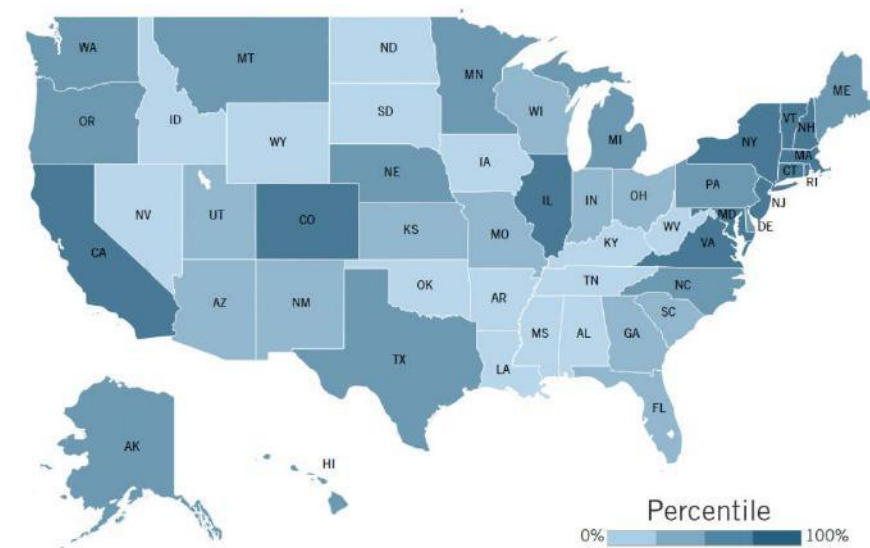 WA
MT
ND
MN
ME
OR
ID
SD
WI
VT
NH
NY
WY
MI
MA
CT
RI
IA
NE
PA
NJ
NV
UT
CO
IL
IN
OH
MD
DE
CA
KS
MO
WV
VA
KY
NC
TN
AZ
NM
OK
AR
SC
MS
AL
GA
TX
LA
FL
AK
HI
Percentile
0% 100%